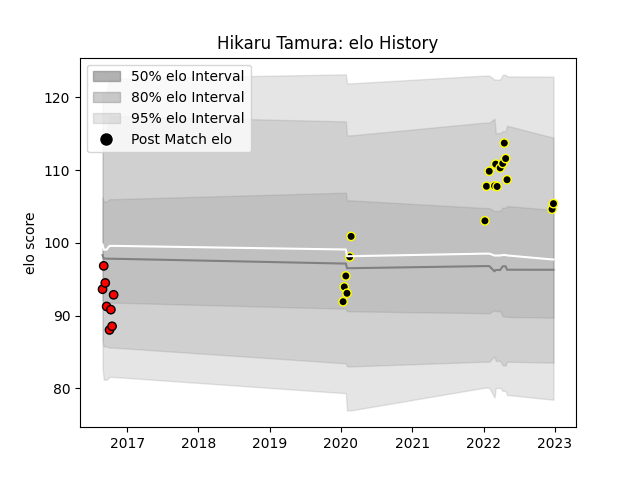 Hikaru Tamura: elo History
50% elo Interval
80% elo Interval
95% elo Interval
Post Match elo
elo score
120
110
100
90
80
2017 2018 2019 2020 2021 2022 2023